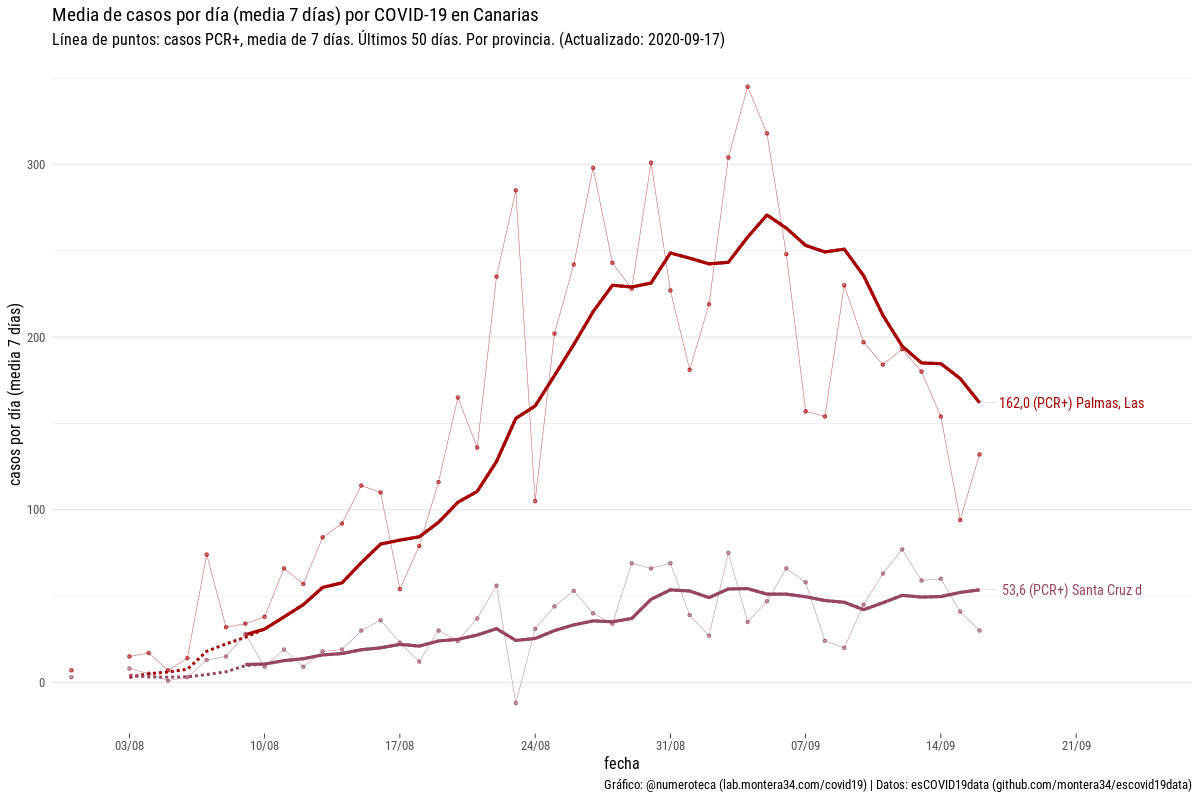 Media de casos por día (media 7 días) por COVID-19 en Canarias
Línea de puntos: casos PCR+, media de 7 días. Últimos 50 días. Por provincia. (Actualizado: 2020-09-17)
casos por día (media 7 días)
300
200
100
0
162,0 (PCR+) Palmas, Las
53,6 (PCR+) Santa Cruz d
03/08
10/08
17/08
24/08
31/08
07/09
14/09
21/09
fecha
Gráfico: @numeroteca (lab.montera34.com/covid19) | Datos: esCOVID19data (github.com/montera34/escovid19data)